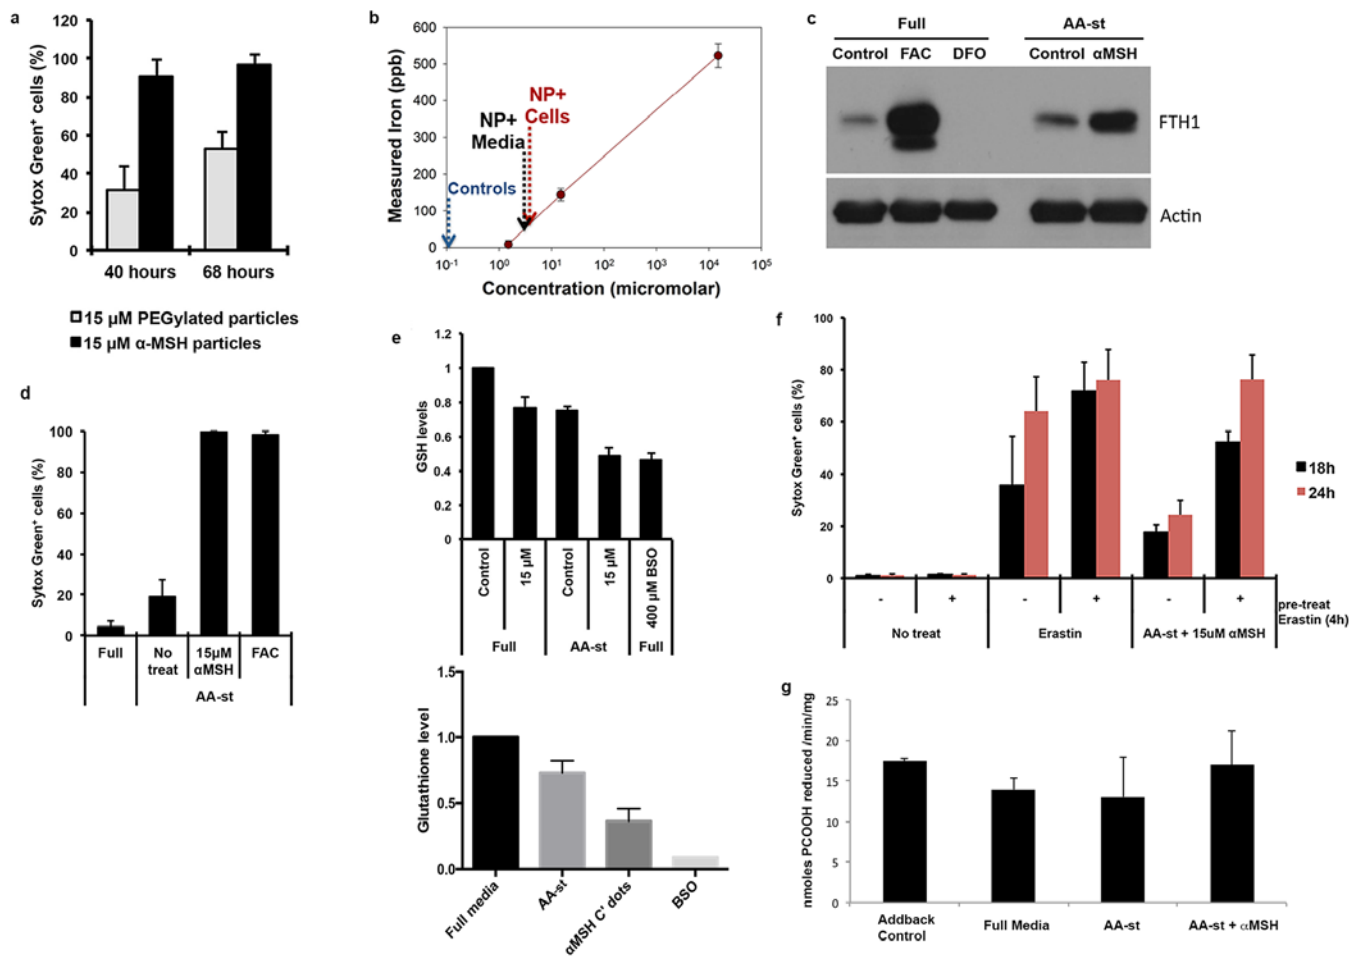 a
120
100
80
60
40
20
0
Sytox Green⁺ cells (%)
40 hours 68 hours
15 µM PEGylated particles
15 µM α-MSH particles
b
600
500
400
300
200
100
0
Measured Iron (ppb)
NP+
Cells
NP+
Media
Controls
10⁻¹ 10⁰ 10¹ 10² 10³ 10⁴ 10⁵
Concentration (micromolar)
c
Full AA-st
Control FAC DFO Control αMSH
FTH1
Actin
d
100
80
60
40
20
0
Sytox Green⁺ cells (%)
Full No treat 15µM αMSH FAC
AA-st
e
1.2
1
0.8
0.6
0.4
0.2
0
GSH levels
Control 15 µM Control 15 µM 400 µM BSO
Full AA-st Full
1.5
1.0
0.5
0.0
Glutathione level
Full media AA-st αMSH C' dots BSO
f
100
80
60
40
20
0
Sytox Green⁺ cells (%)
18h
24h
- + - + - + pre-treat
Erastin (4h)
No treat Erastin AA-st + 15uM αMSH
g
25
20
15
10
5
0
nmoles PCOOH reduced /min/mg
Addback Control Full Media AA-st AA-st + αMSH